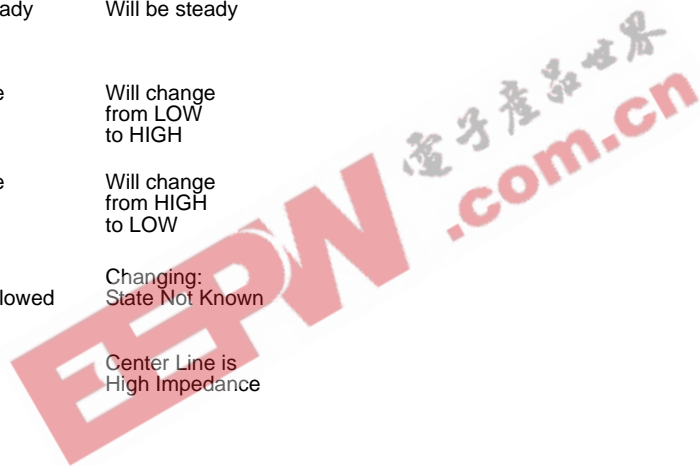 ady Will be steady
e Will change
from LOW
to HIGH
e Will change
from HIGH
to LOW
Changing:
lowed State Not Known
Center Line is
High Impedance
EEPW 電子產品世界
.com.cn